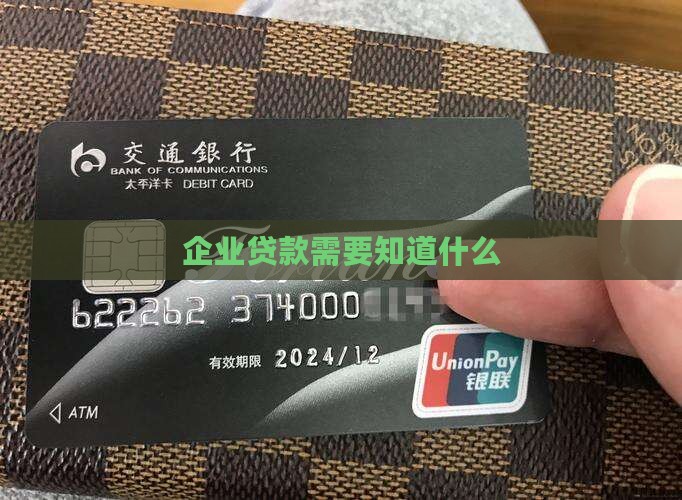 交通銀行
BANK OF COMMUNICATIONS
太平洋卡 DEBIT CARD
企业贷款需要知道什么
622262 374000
有效期限 2024/12
ATM
UnionPay
银联